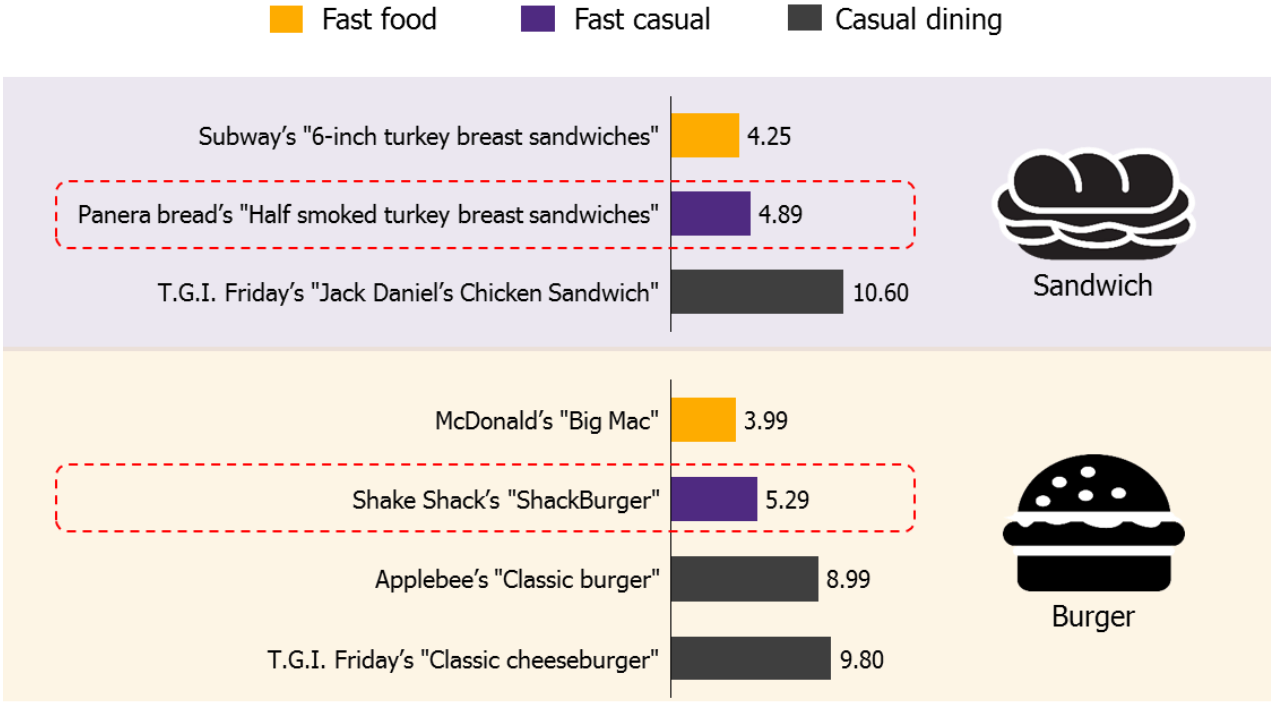 Fast food Fast casual Casual dining
Subway’s "6-inch turkey breast sandwiches" 4.25
Panera bread’s "Half smoked turkey breast sandwiches" 4.89
T.G.I. Friday’s "Jack Daniel’s Chicken Sandwich" 10.60
Sandwich
McDonald’s "Big Mac" 3.99
Shake Shack’s "ShackBurger" 5.29
Applebee’s "Classic burger" 8.99
Burger
T.G.I. Friday’s "Classic cheeseburger" 9.80